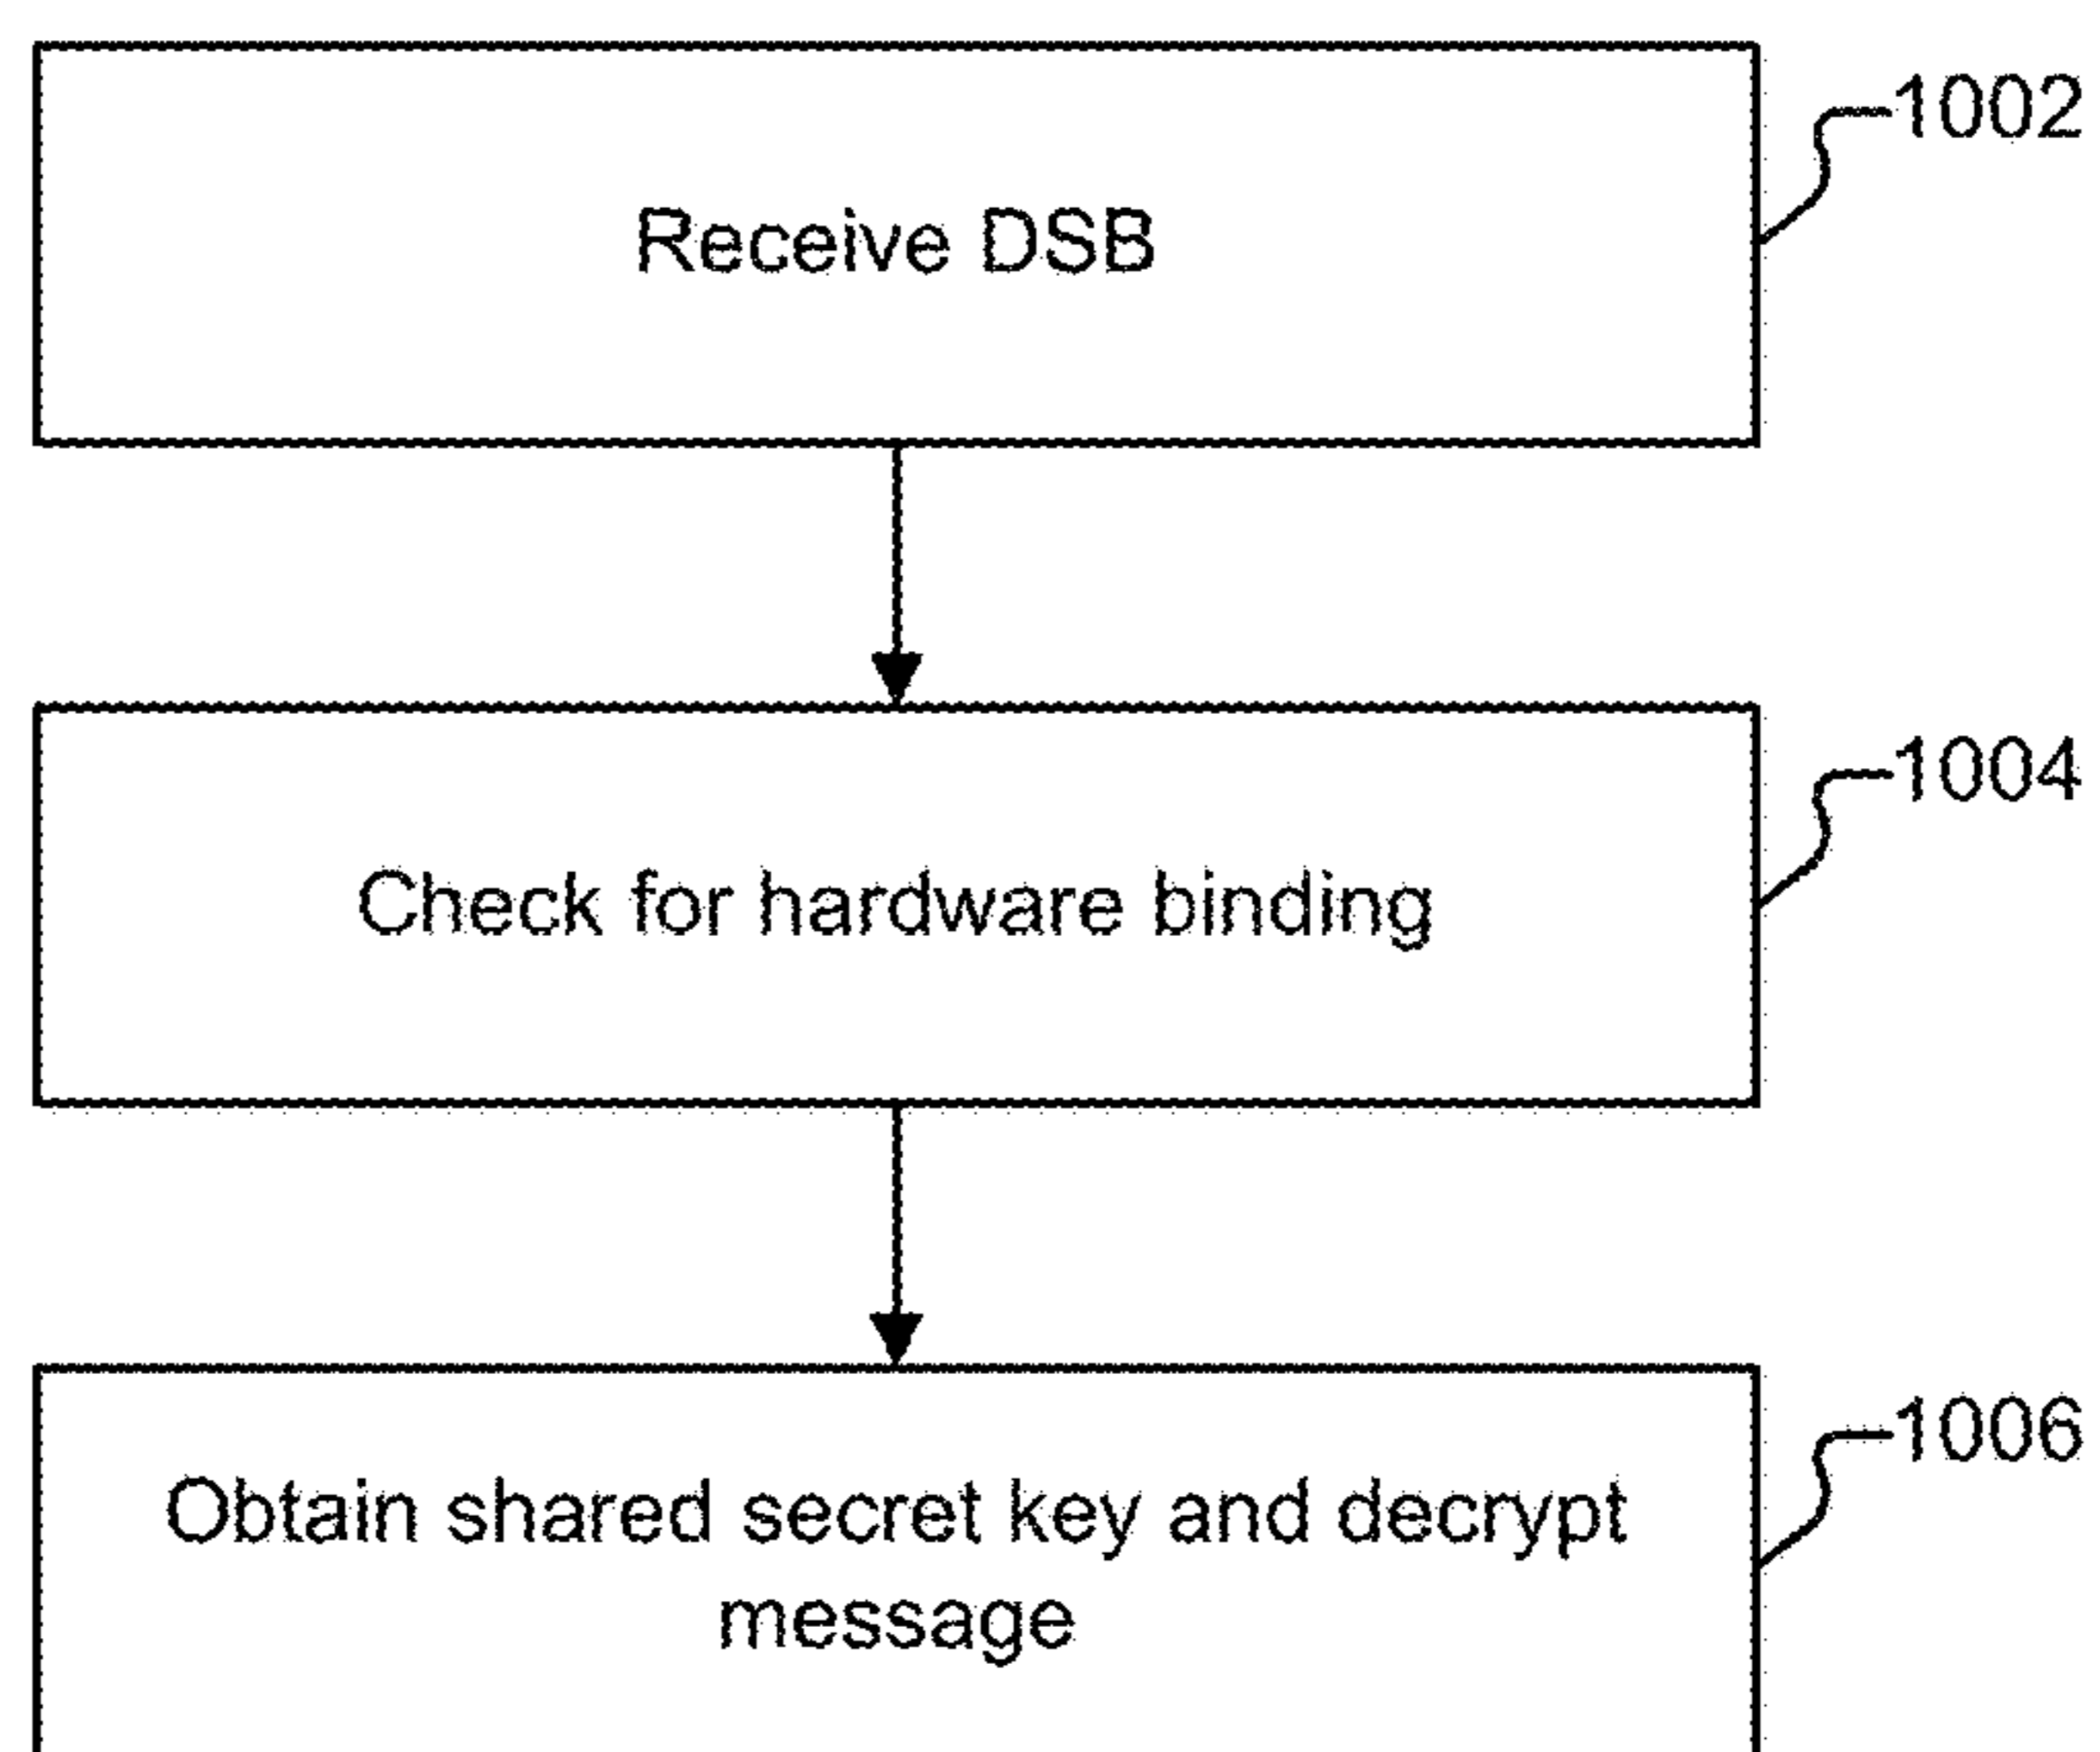 1002
Receive DSB
1004
Check for hardware binding
1006
Obtain shared secret key and decrypt
message